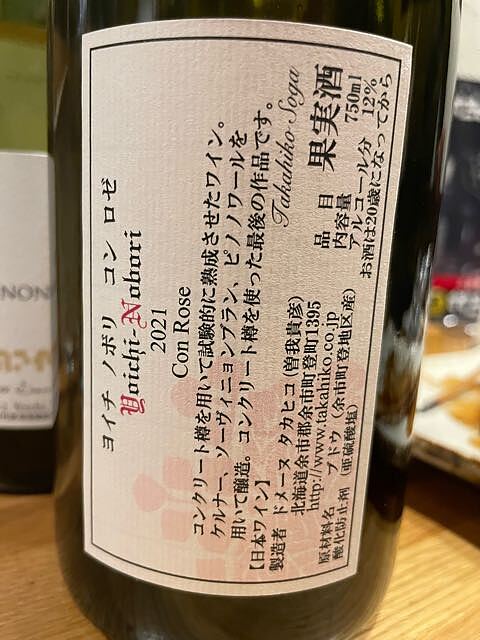 ヨイチ ノボリ コン ロゼ
Yoichi-Nobori
2021
Con Rose
コンクリート樽を用いて試験的に熟成させたワイン。
ケルナー、ソーヴィニョンブラン、ピノノワールを
用いて醸造。コンクリート樽を使った最後の作品です。
Takahiko Soga
【日本ワイン】
製造者 ドメーヌ タカヒコ (曽我貴彦)
北海道余市郡余市町登町1395
http://www.takahiko.co.jp
原材料名 ブドウ (余市町登地区産)
酸化防止剤 (亜硫酸塩)
品目 果実酒
内容量 750ml
アルコール分 12%
お酒は20歳になってから
NON